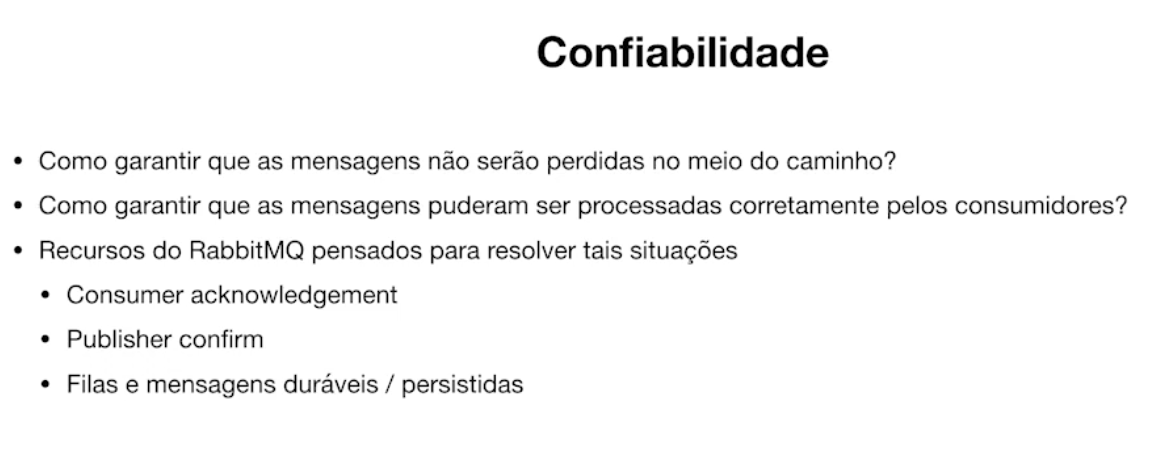 Confiabilidade
• Como garantir que as mensagens não serão perdidas no meio do caminho?
• Como garantir que as mensagens puderam ser processadas corretamente pelos consumidores?
• Recursos do RabbitMQ pensados para resolver tais situações
• Consumer acknowledgement
• Publisher confirm
• Filas e mensagens duráveis / persistidas